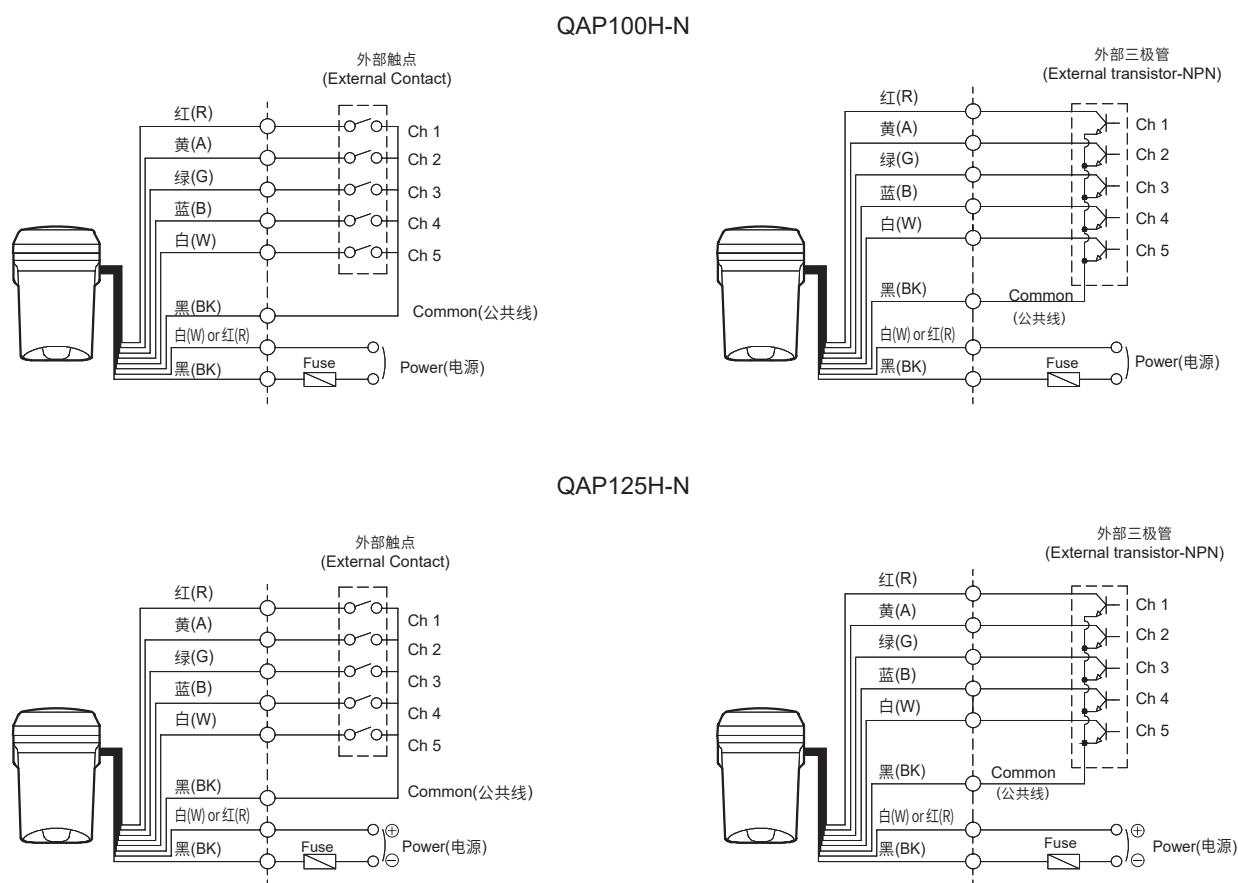 QAP100H-N
外部触点
(External Contact)
红(R)
黄(A)
绿(G)
蓝(B)
白(W)
Ch 1
Ch 2
Ch 3
Ch 4
Ch 5
黑(BK)
Common(公共线)
白(W) or 红(R)
黑(BK)
Fuse
Power(电源)
外部三极管
(External transistor-NPN)
红(R)
黄(A)
绿(G)
蓝(B)
白(W)
Ch 1
Ch 2
Ch 3
Ch 4
Ch 5
黑(BK)
Common
(公共线)
白(W) or 红(R)
黑(BK)
Fuse
Power(电源)
QAP125H-N
外部触点
(External Contact)
红(R)
黄(A)
绿(G)
蓝(B)
白(W)
Ch 1
Ch 2
Ch 3
Ch 4
Ch 5
黑(BK)
Common(公共线)
白(W) or 红(R)
黑(BK)
Fuse
⊕
⊖
Power(电源)
外部三极管
(External transistor-NPN)
红(R)
黄(A)
绿(G)
蓝(B)
白(W)
Ch 1
Ch 2
Ch 3
Ch 4
Ch 5
黑(BK)
Common
(公共线)
白(W) or 红(R)
黑(BK)
Fuse
⊕
⊖
Power(电源)